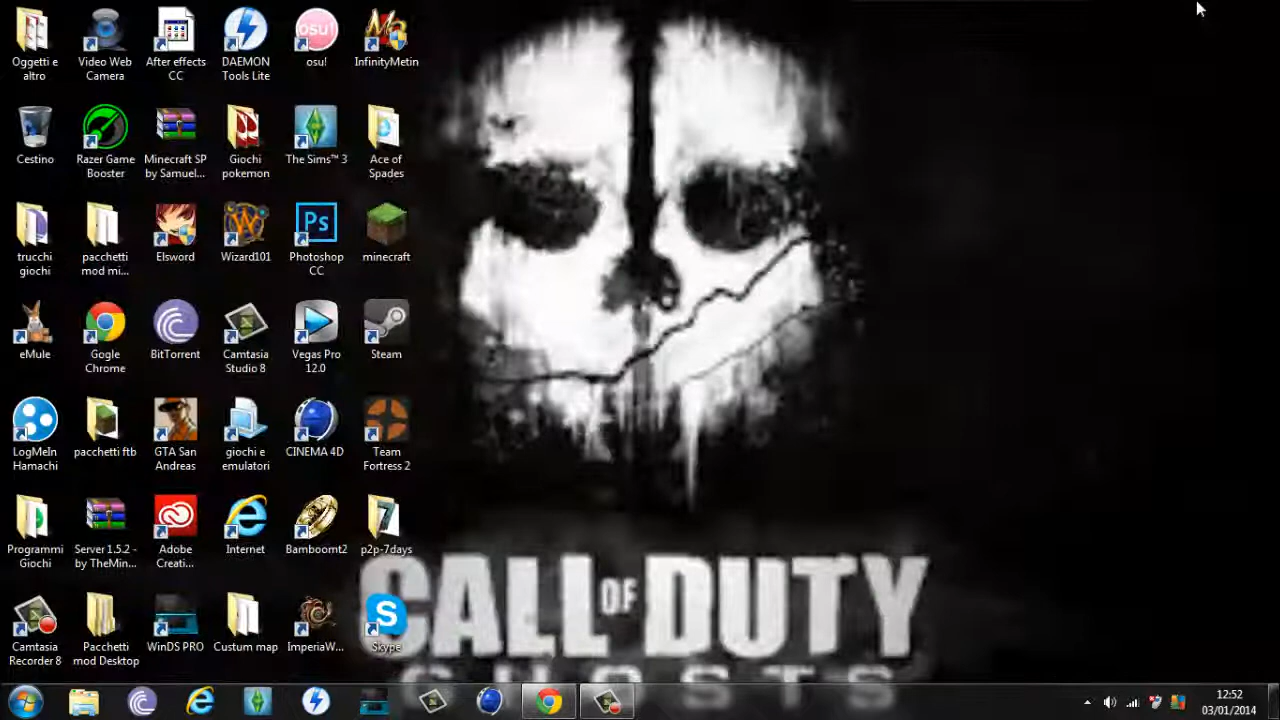 Oggetti e
altro
Video Web
Camera
After effects
CC
DAEMON
Tools Lite
osu!
osu!
InfinityMetin
Cestino
Razer Game
Booster
Minecraft SP
by Samuel...
Giochi
pokemon
The Sims™ 3
Ace of
Spades
trucchi
giochi
pacchetti
mod mi...
Elsword
Wizard101
Ps
Photoshop
CC
minecraft
eMule
Gogle
Chrome
BitTorrent
Camtasia
Studio 8
Vegas Pro
12.0
Steam
LogMeIn
Hamachi
pacchetti ftb
GTA San
Andreas
giochi e
emulatori
CINEMA 4D
Team
Fortress 2
Programmi
Giochi
Server 1.5.2 -
by TheMin...
Adobe
Creati...
Internet
Bamboomt2
7
p2p-7days
Camtasia
Recorder 8
Pacchetti
mod Desktop
WinDS PRO
Custum map
ImperiaW...
S
Skype
CALL OF DUTY
GHOSTS
12:52
03/01/2014